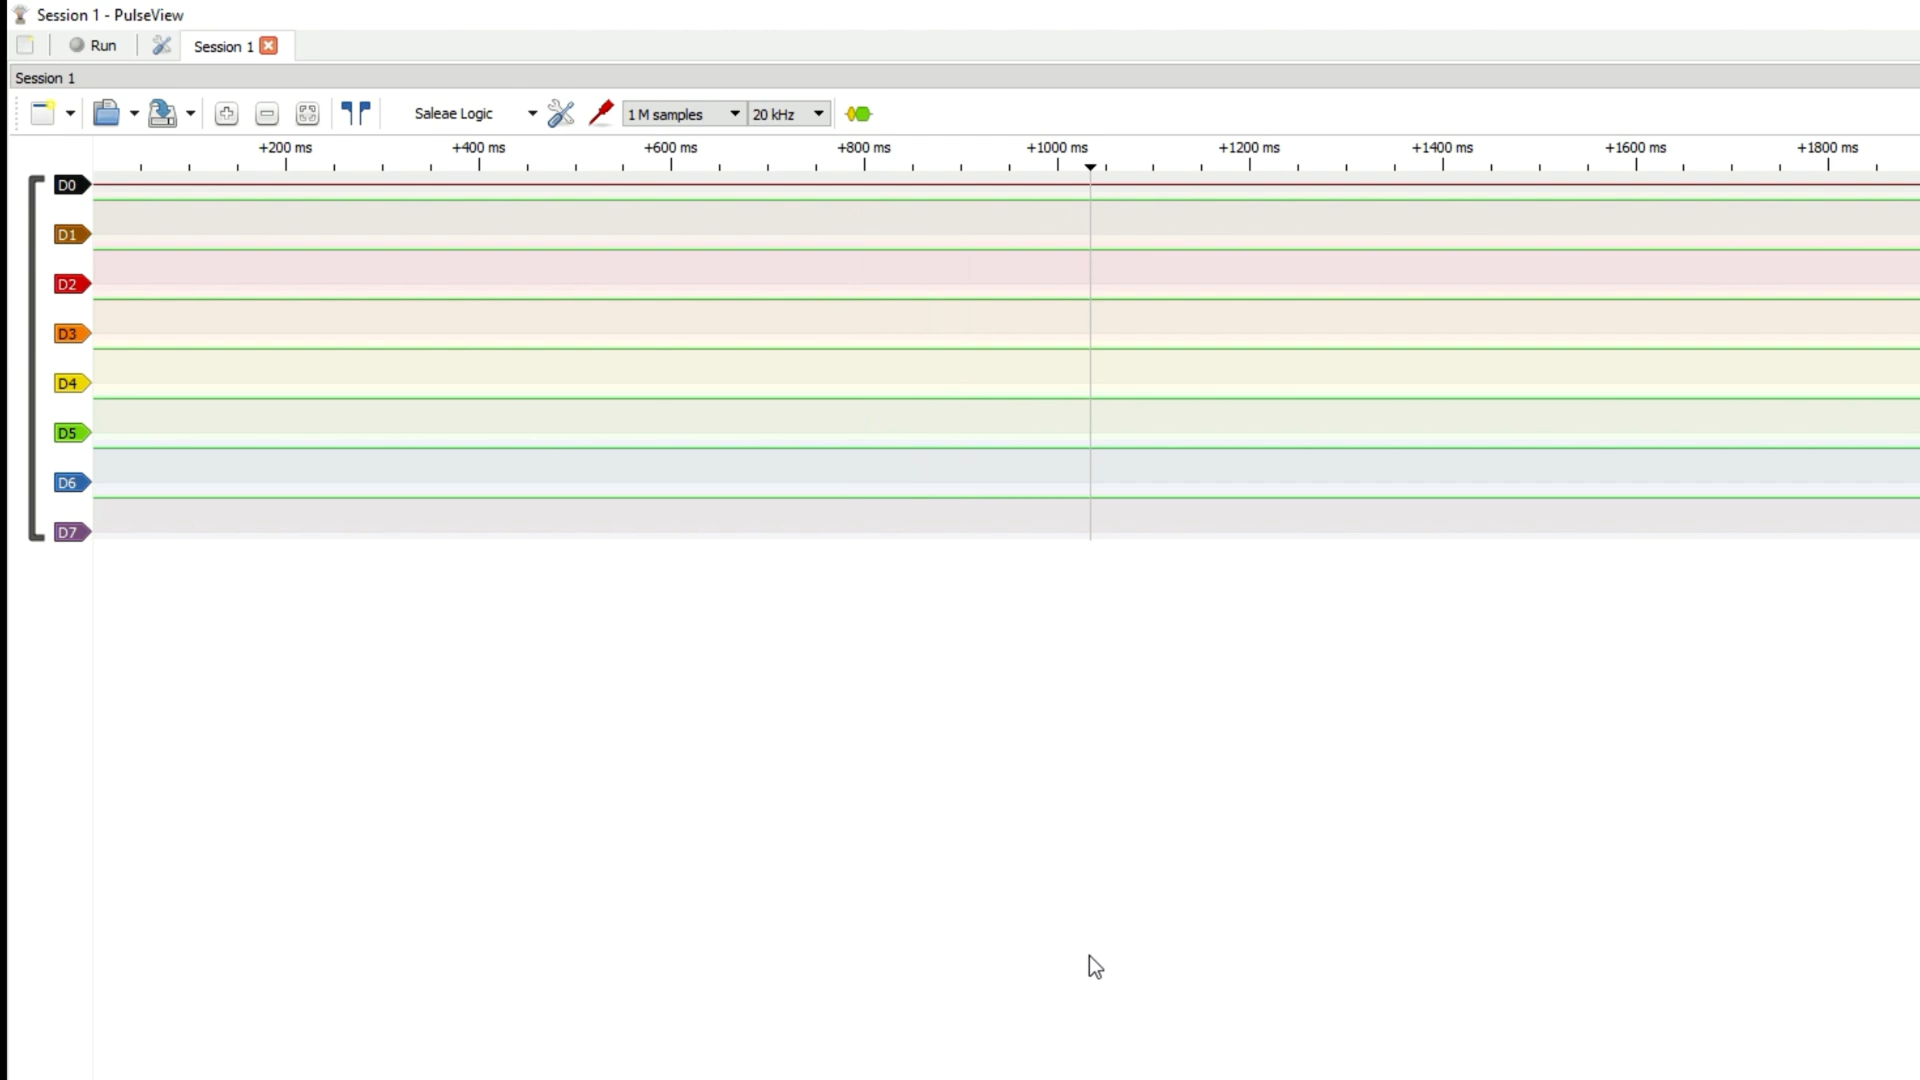 Session 1 - PulseView
Run
Session 1
Session 1
Saleae Logic 1 M samples 20 kHz
+200 ms +400 ms +600 ms +800 ms +1000 ms +1200 ms +1400 ms +1600 ms +1800 ms
D0
D1
D2
D3
D4
D5
D6
D7